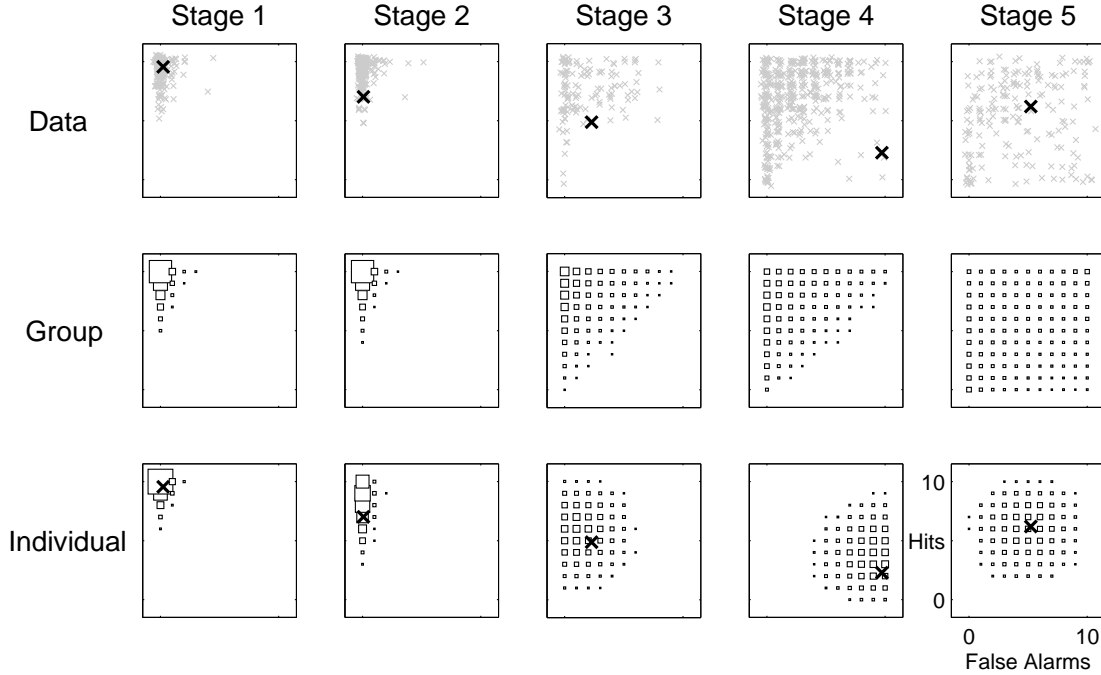 Stage 1 Stage 2 Stage 3 Stage 4 Stage 5
Data
Group
Individual
10
Hits
0
0 10
False Alarms